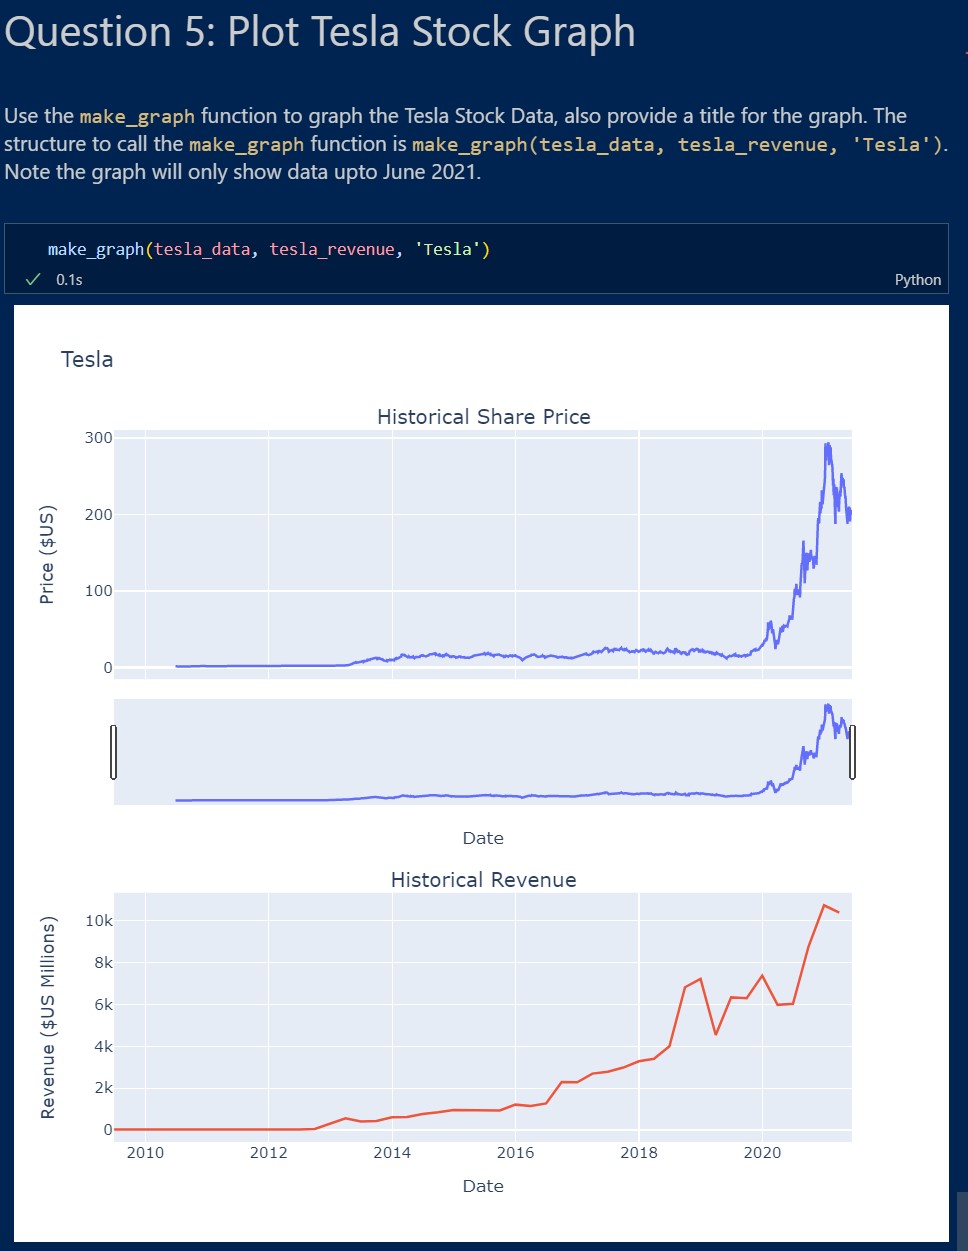 Question 5: Plot Tesla Stock Graph
Use the make_graph function to graph the Tesla Stock Data, also provide a title for the graph. The
structure to call the make_graph function is make_graph(tesla_data, tesla_revenue, 'Tesla').
Note the graph will only show data upto June 2021.
make_graph(tesla_data, tesla_revenue, 'Tesla')
0.1s
Python
Tesla
Historical Share Price
300
200
100
0
Price ($US)
Date
Historical Revenue
10k
8k
6k
4k
2k
0
Revenue ($US Millions)
2010 2012 2014 2016 2018 2020
Date